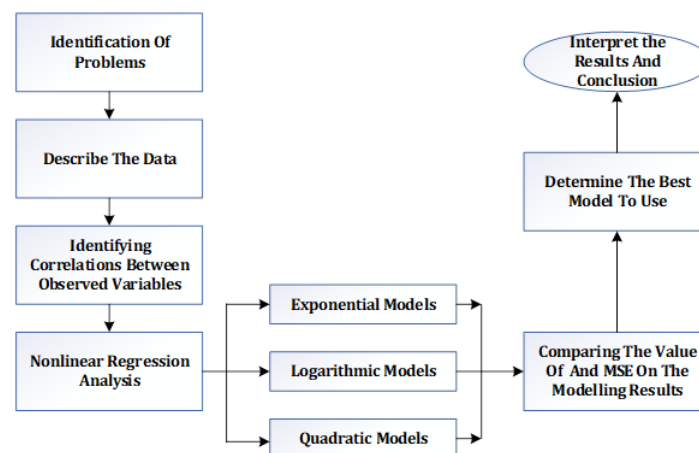 Identification Of
Problems
Describe The Data
Identifying
Correlations Between
Observed Variables
Nonlinear Regression
Analysis
Exponential Models
Logarithmic Models
Quadratic Models
Comparing The Value
Of And MSE On The
Modelling Results
Determine The Best
Model To Use
Interpret the
Results And
Conclusion